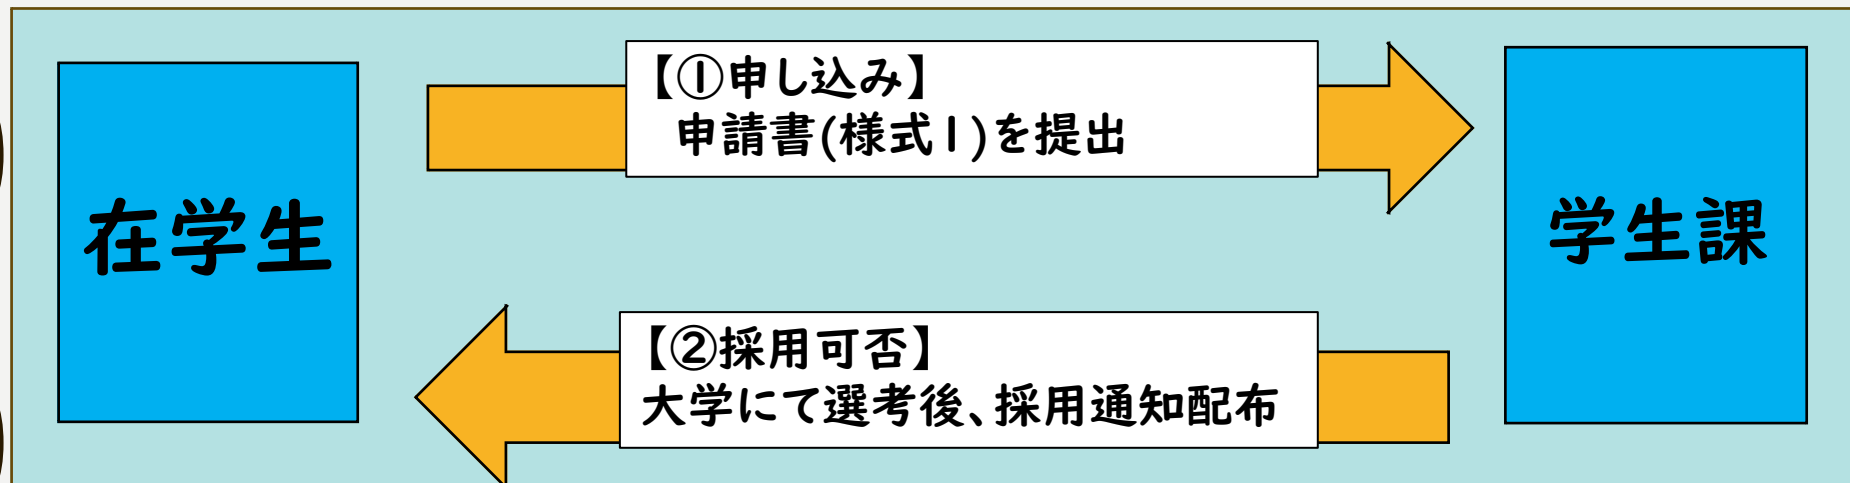 在学生
【①申し込み】
申請書(様式1)を提出
学生課
【②採用可否】
大学にて選考後、採用通知配布